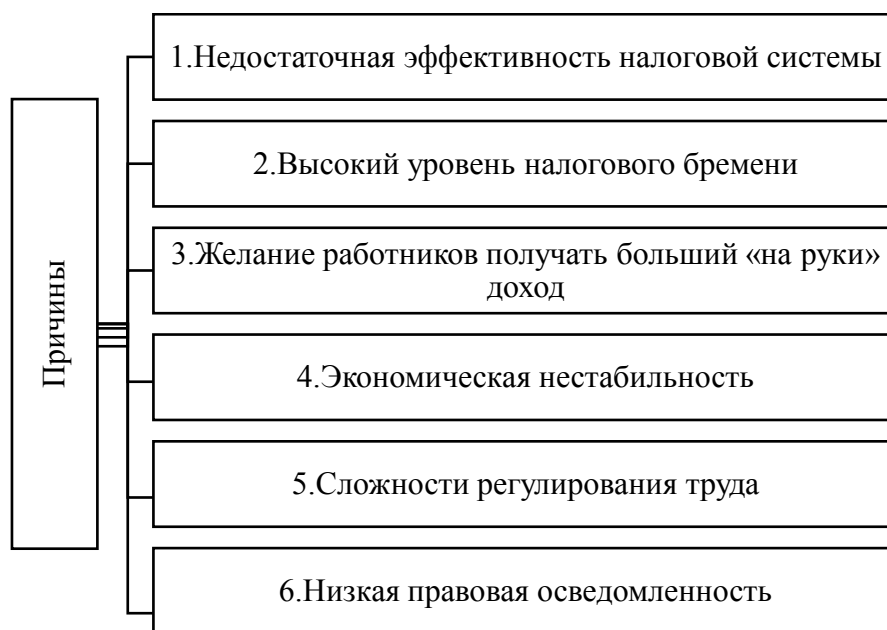 Причины
1.Недостаточная эффективность налоговой системы
2.Высокий уровень налогового бремени
3.Желание работников получать больший «на руки»
доход
4.Экономическая нестабильность
5.Сложности регулирования труда
6.Низкая правовая осведомленность